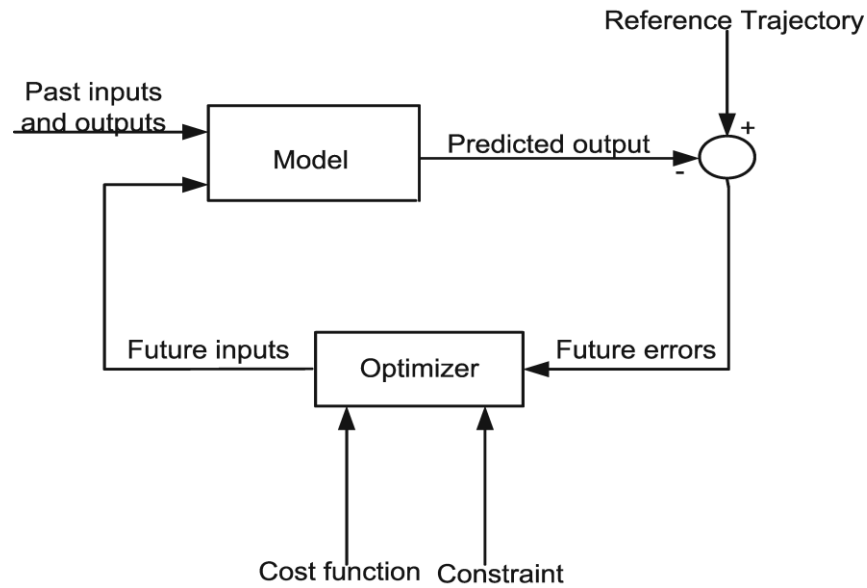 Reference Trajectory
Past inputs
and outputs
Model
Predicted output
+
-
Future inputs
Optimizer
Future errors
Cost function
Constraint